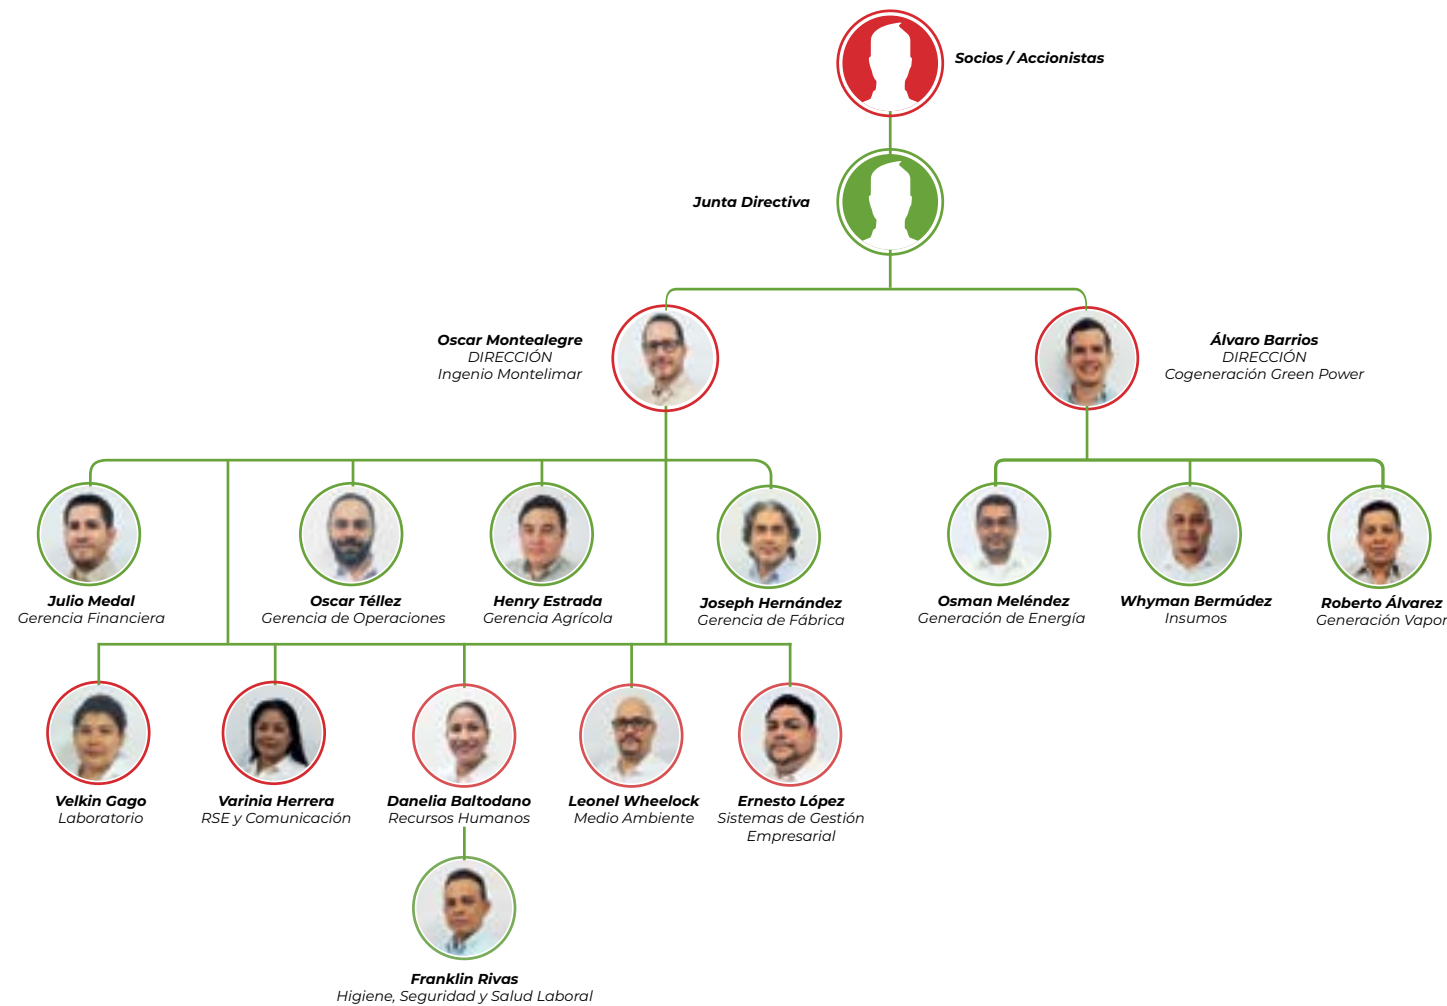 Socios / Accionistas
Junta Directiva
Oscar Montealegre
DIRECCIÓN
Ingenio Montelimar
Álvaro Barrios
DIRECCIÓN
Cogeneración Green Power
Julio Medal
Gerencia Financiera
Oscar Téllez
Gerencia de Operaciones
Henry Estrada
Gerencia Agrícola
Joseph Hernández
Gerencia de Fábrica
Osman Meléndez
Generación de Energía
Whyman Bermúdez
Insumos
Roberto Álvarez
Generación Vapor
Velkin Gago
Laboratorio
Varinia Herrera
RSE y Comunicación
Danelia Baltodano
Recursos Humanos
Leonel Wheelock
Medio Ambiente
Ernesto López
Sistemas de Gestión
Empresarial
Franklin Rivas
Higiene, Seguridad y Salud Laboral